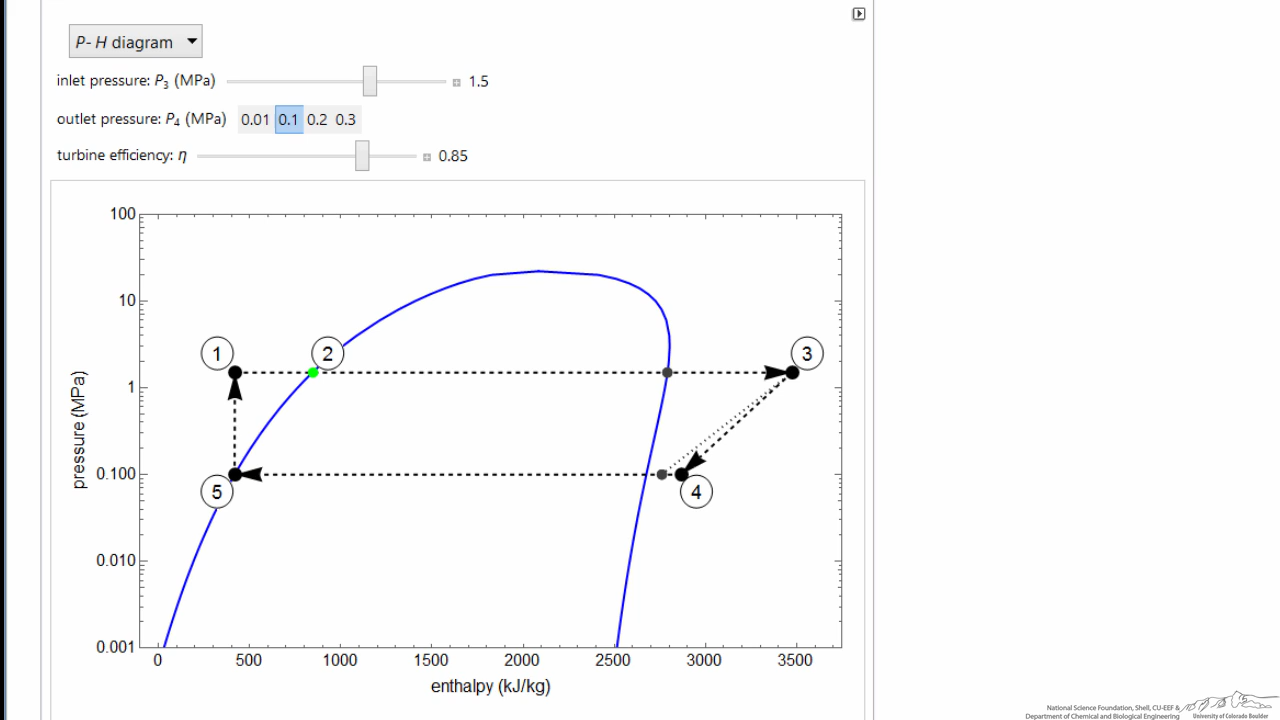 P- H diagram
inlet pressure: P3 (MPa) 1.5
outlet pressure: P4 (MPa) 0.01 0.1 0.2 0.3
turbine efficiency: η 0.85
100
10
1
0.100
0.010
0.001
pressure (MPa)
1
2
3
5
4
0 500 1000 1500 2000 2500 3000 3500
enthalpy (kJ/kg)
National Science Foundation, Shell, CU-EEF &
Department of Chemical and Biological Engineering
University of Colorado Boulder